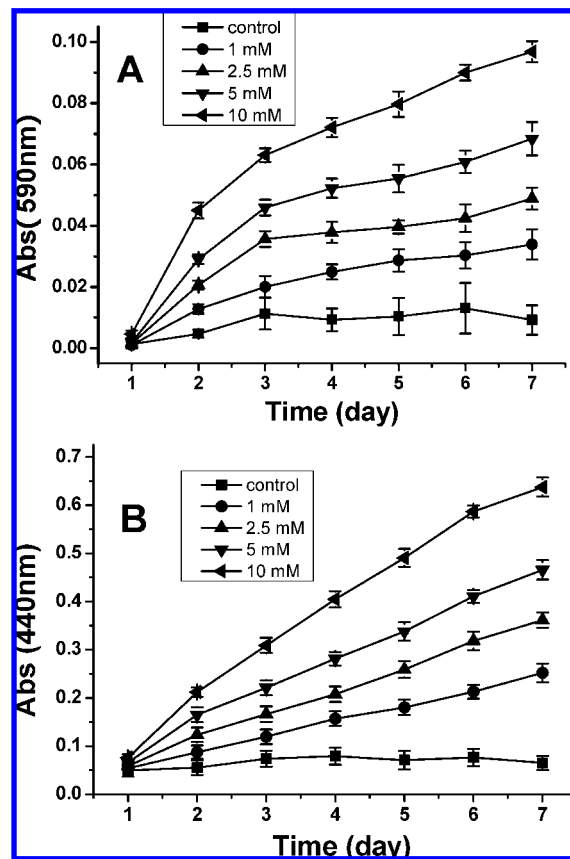 control
1 mM
2.5 mM
5 mM
10 mM
A
0.10
0.08
0.06
0.04
0.02
0.00
Abs( 590nm)
1 2 3 4 5 6 7
Time (day)
control
1 mM
2.5 mM
5 mM
10 mM
B
0.7
0.6
0.5
0.4
0.3
0.2
0.1
0.0
Abs (440nm)
1 2 3 4 5 6 7
Time (day)